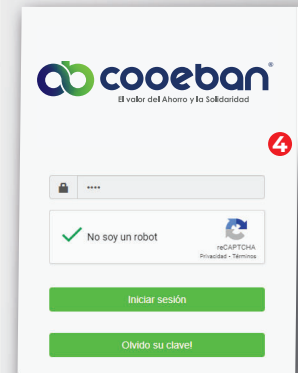 cooeban®
El valor del Ahorro y la Solidaridad
4
••••
No soy un robot
reCAPTCHA
Privacidad - Términos
Iniciar sesión
Olvido su clave!